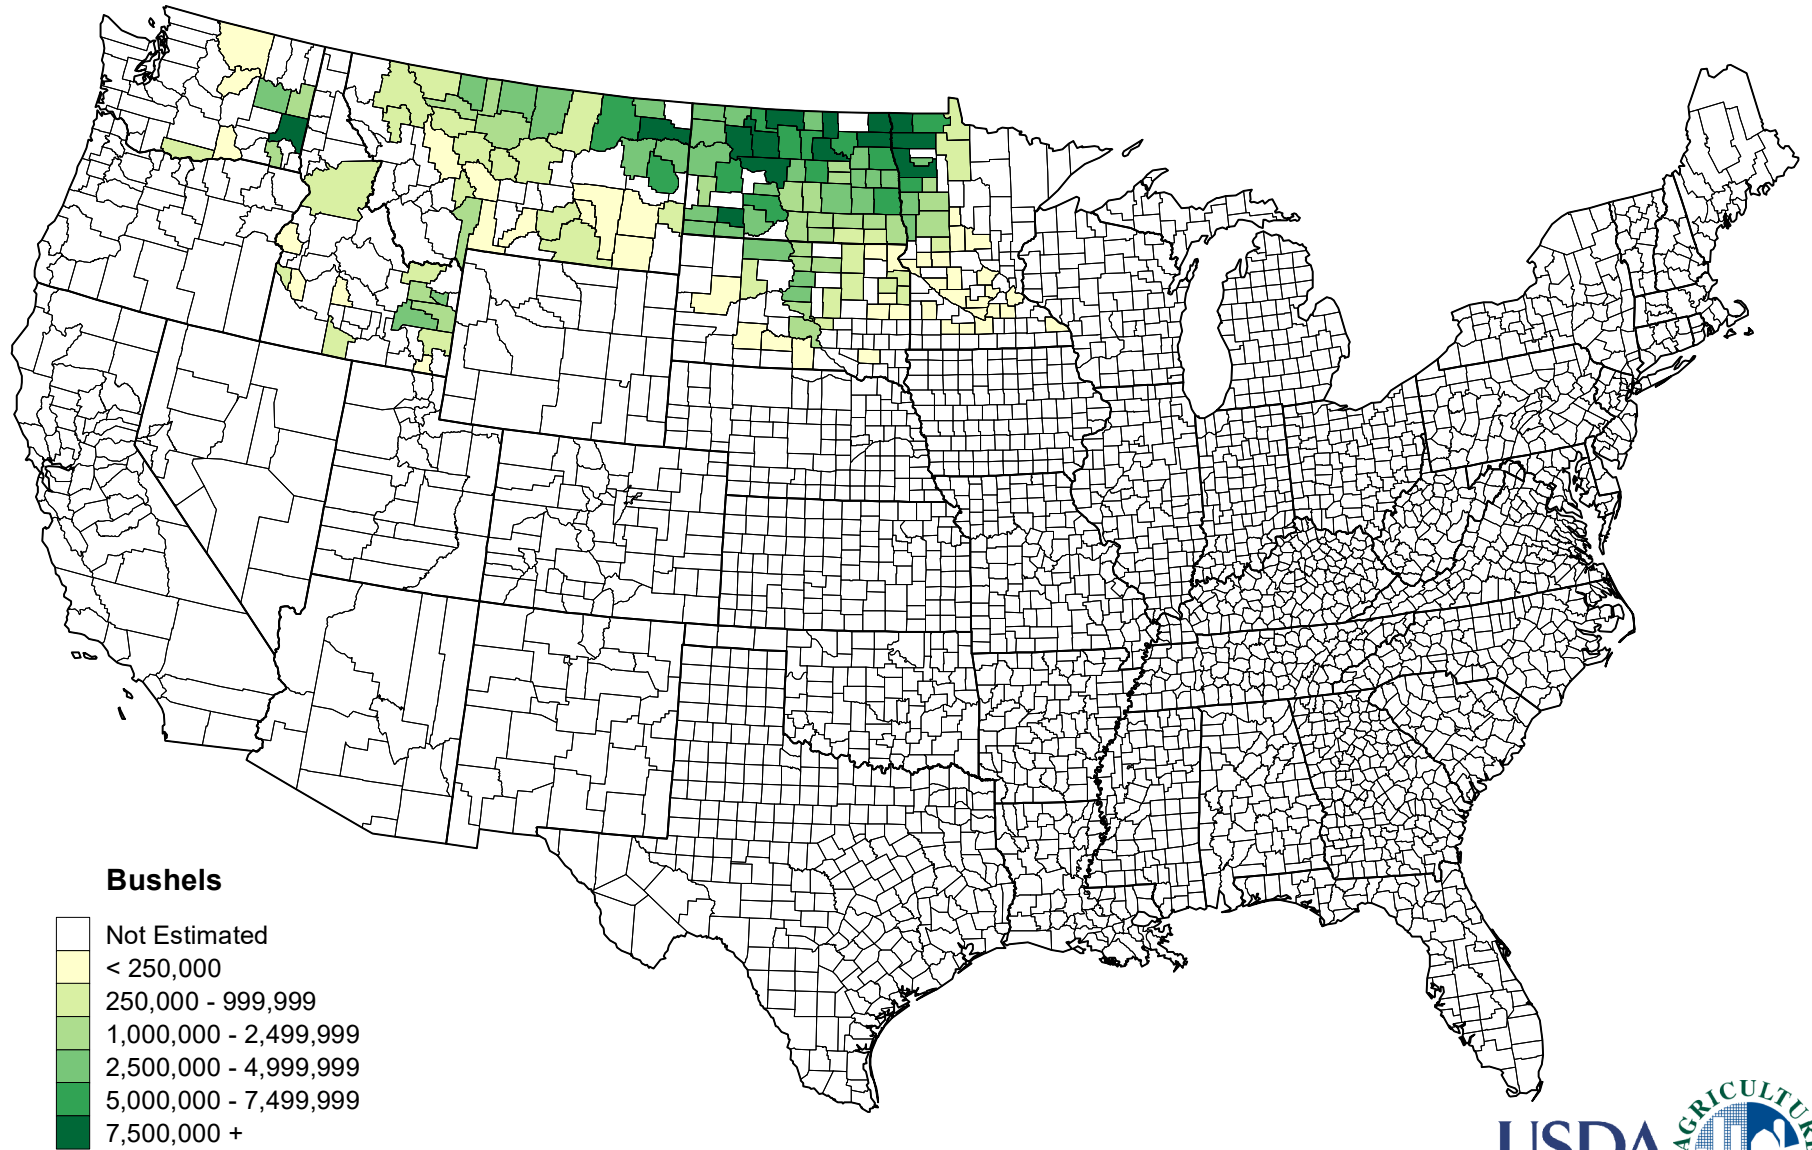 Bushels
Not Estimated
< 250,000
250,000 - 999,999
1,000,000 - 2,499,999
2,500,000 - 4,999,999
5,000,000 - 7,499,999
7,500,000 +
USDA
AGRICULTUR